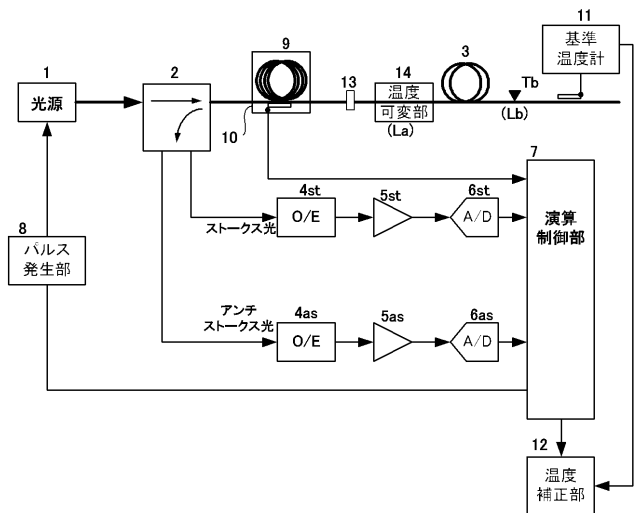 11
基準
温度計
1
光源
2
9
10
13
14
温度
可変部
(La)
3
Tb
(Lb)
7
演算
制御部
8
パルス
発生部
ストークス光
4st
O/E
5st
6st
A/D
アンチ
ストークス光
4as
O/E
5as
6as
A/D
12
温度
補正部